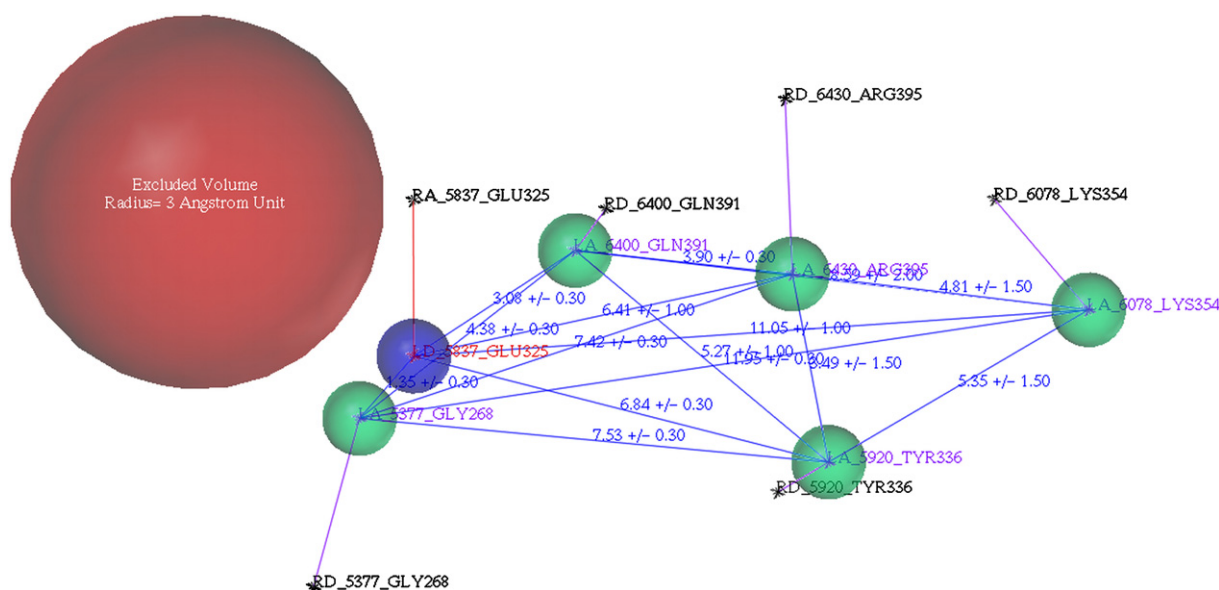 RD_6430_ARG395
Excluded Volume
Radius= 3 Angstrom Unit
RA_5837_GLU325
RD_6400_GLN391
RD_6078_LYS354
LA_6400_GLN391
3.90 +/- 0.30
LA_6430_ARG395
8.59 +/- 2.00
4.81 +/- 1.50
LA_6078_LYS354
3.08 +/- 0.30
6.41 +/- 1.00
4.38 +/- 0.30
11.05 +/- 1.00
7.42 +/- 0.30
LD_5837_GLU325
5.27 +/- 1.00
11.95 +/- 0.30
+/- 1.50
1.35 +/- 0.30
5.35 +/- 1.50
LA_5377_GLY268
6.84 +/- 0.30
7.53 +/- 0.30
LA_5920_TYR336
RD_5920_TYR336
RD_5377_GLY268